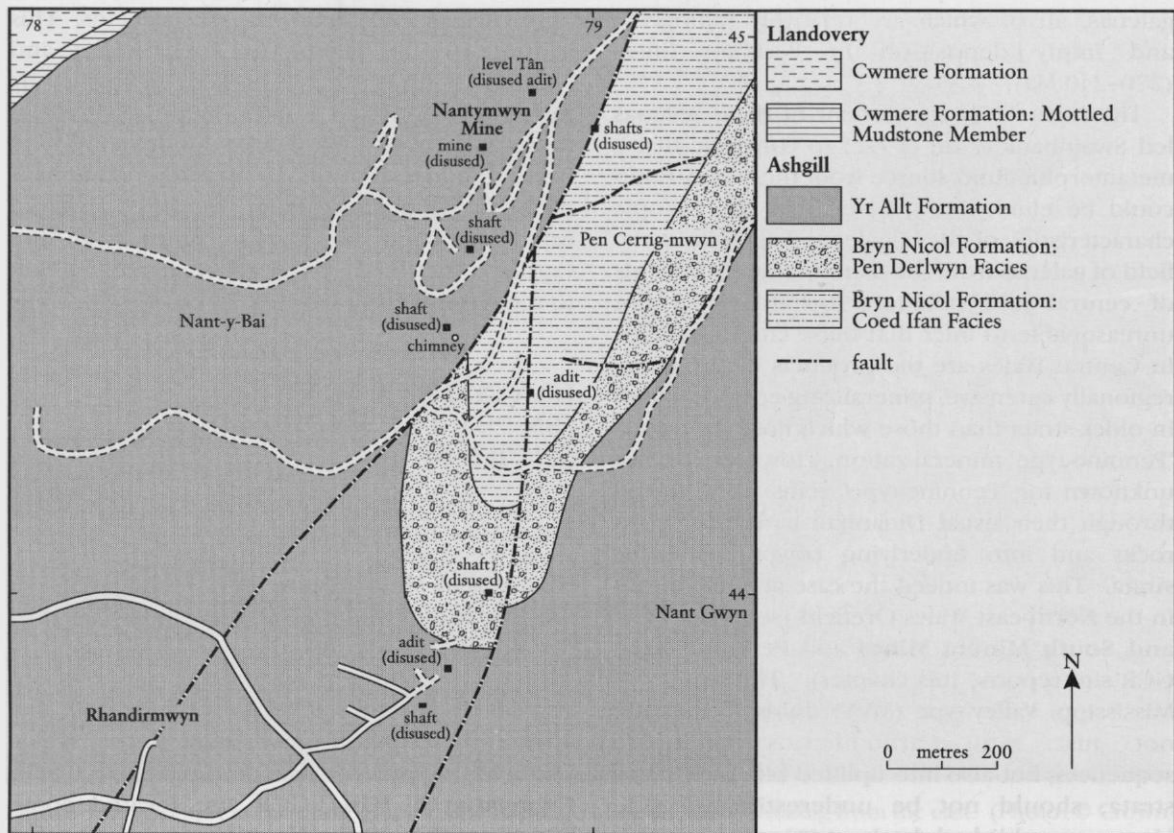 78
79
45
level Tân
(disused adit)
Nantymwyn
Mine
mine
(disused)
shafts
(disused)
shaft
(disused)
Pen Cerrig-mwyn
Nant-y-Bai
shaft
(disused)
chimney
adit
(disused)
shaft
(disused)
44
Nant Gwyn
adit
(disused)
shaft
(disused)
Rhandirmwyn
Llandovery
Cwmere Formation
Cwmere Formation: Mottled
Mudstone Member
Ashgill
Yr Allt Formation
Bryn Nicol Formation:
Pen Derlwyn Facies
Bryn Nicol Formation:
Coed Ifan Facies
fault
N
0 metres 200